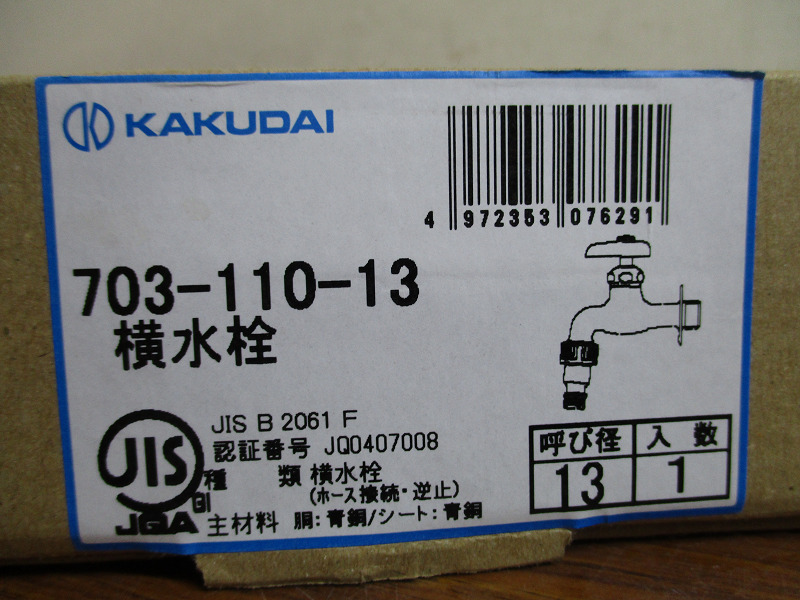 KAKUDAI
4 972353 076291
703-110-13
横水栓
JIS B 2061 F
認証番号 JQ0407008
種 類 横水栓
(ホース接続・逆止)
主材料 胴:青銅/シート:青銅
JIS
GI
JQA
呼び径 入数
13 1